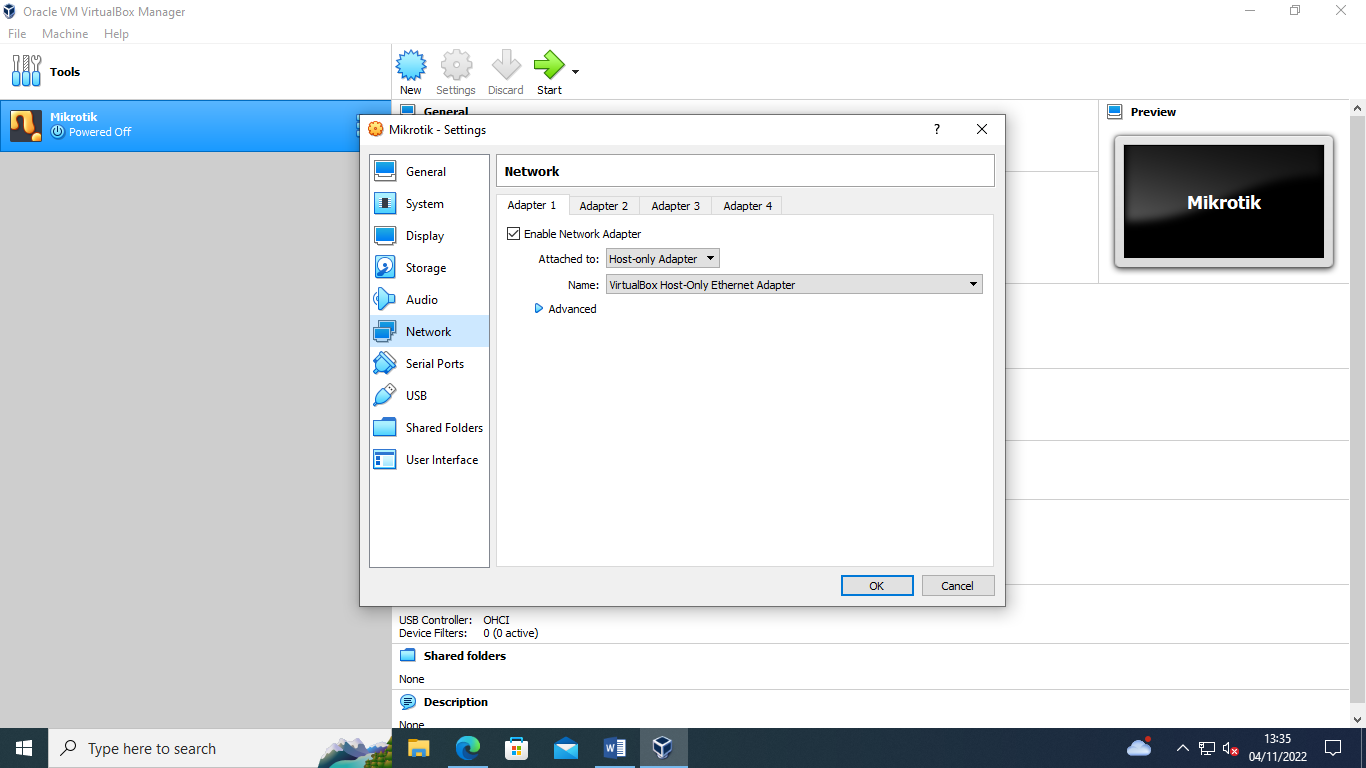 Oracle VM VirtualBox Manager
File Machine Help
Tools
New Settings Discard Start
Mikrotik
Powered Off
General
Preview
Mikrotik
Mikrotik - Settings
?
General
System
Display
Storage
Audio
Network
Serial Ports
USB
Shared Folders
User Interface
Network
Adapter 1 Adapter 2 Adapter 3 Adapter 4
Enable Network Adapter
Attached to: Host-only Adapter
Name: VirtualBox Host-Only Ethernet Adapter
Advanced
OK Cancel
USB Controller: OHCI
Device Filters: 0 (0 active)
Shared folders
None
Description
None
Type here to search
13:35
04/11/2022